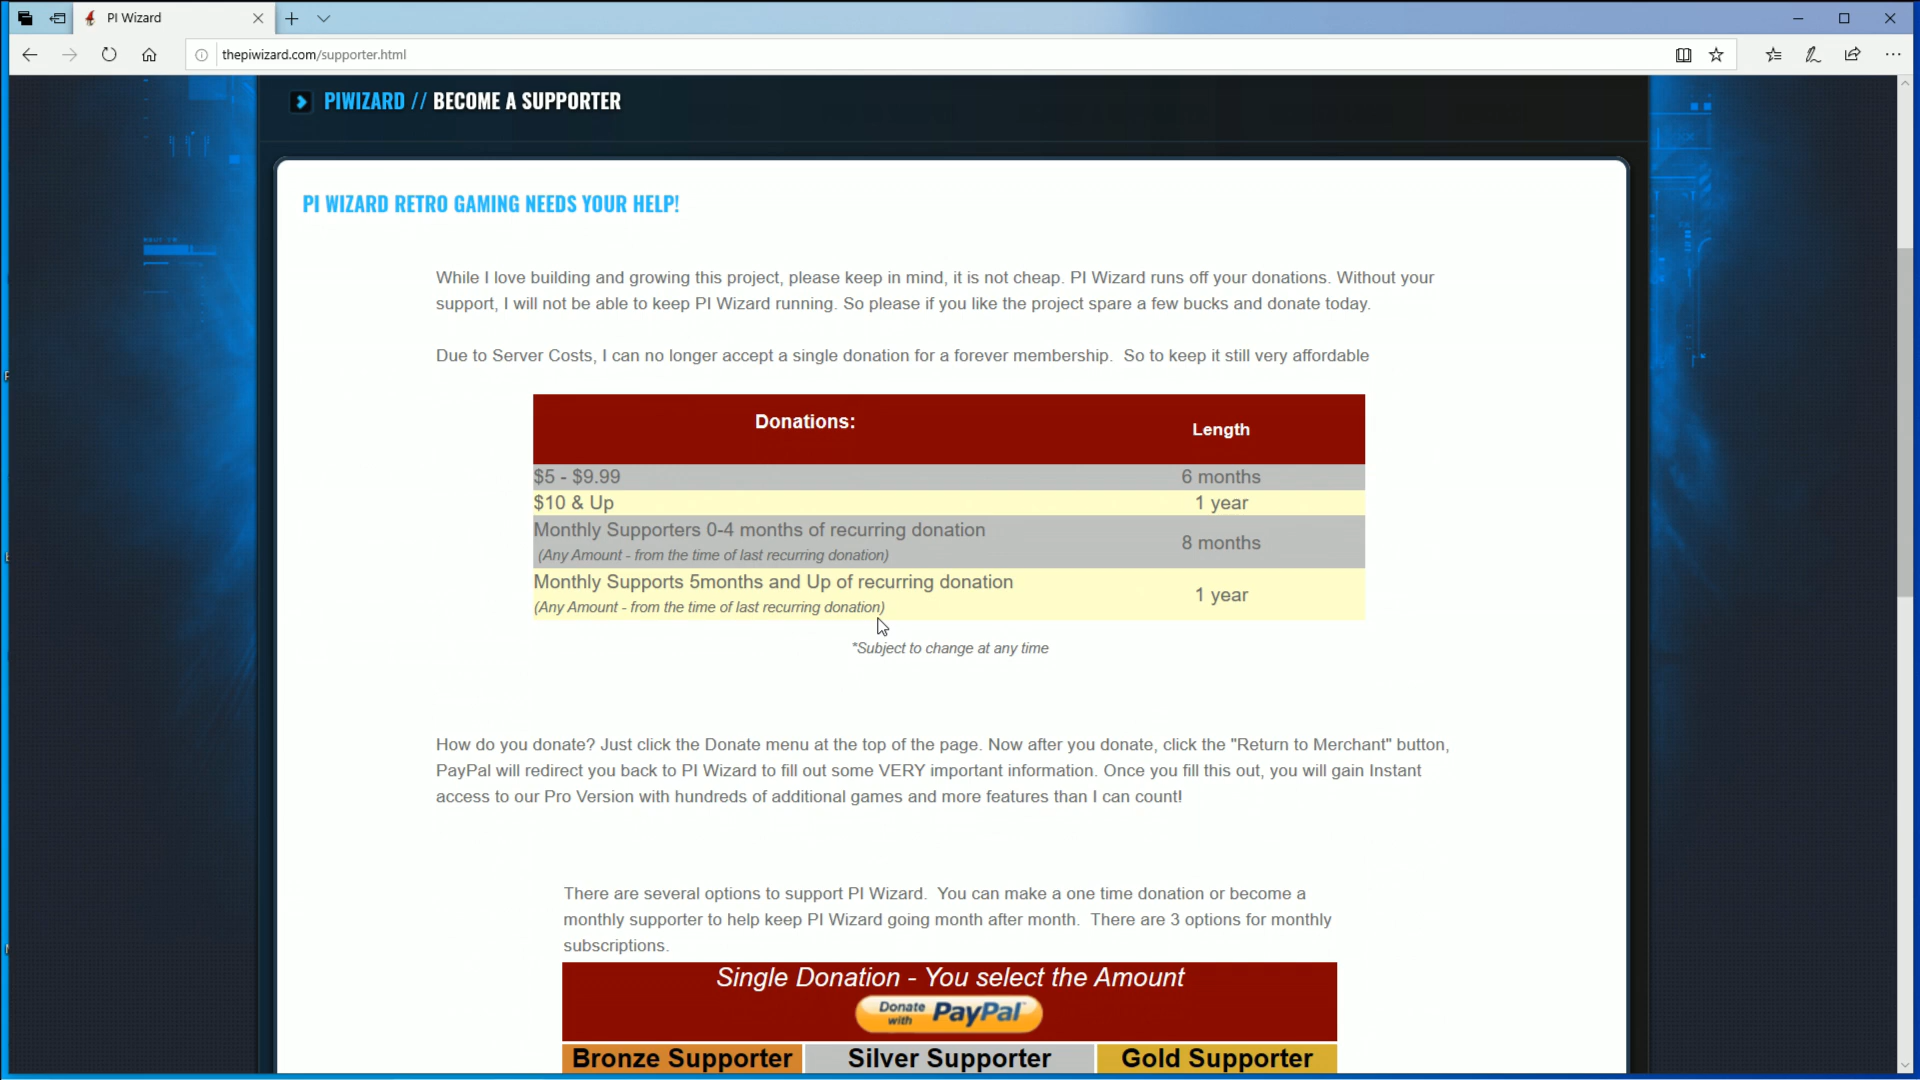 PI Wizard
thepiwizard.com/supporter.html
PIWIZARD // BECOME A SUPPORTER
PI WIZARD RETRO GAMING NEEDS YOUR HELP!
While I love building and growing this project, please keep in mind, it is not cheap. PI Wizard runs off your donations. Without your
support, I will not be able to keep PI Wizard running. So please if you like the project spare a few bucks and donate today.
Due to Server Costs, I can no longer accept a single donation for a forever membership.  So to keep it still very affordable
Donations: Length
$5 - $9.99 6 months
$10 & Up 1 year
Monthly Supporters 0-4 months of recurring donation
(Any Amount - from the time of last recurring donation) 8 months
Monthly Supports 5months and Up of recurring donation
(Any Amount - from the time of last recurring donation) 1 year
*Subject to change at any time
How do you donate? Just click the Donate menu at the top of the page. Now after you donate, click the "Return to Merchant" button,
PayPal will redirect you back to PI Wizard to fill out some VERY important information. Once you fill this out, you will gain Instant
access to our Pro Version with hundreds of additional games and more features than I can count!
There are several options to support PI Wizard.  You can make a one time donation or become a
monthly supporter to help keep PI Wizard going month after month.  There are 3 options for monthly
subscriptions.
Single Donation - You select the Amount
Donate with PayPal
Bronze Supporter Silver Supporter Gold Supporter